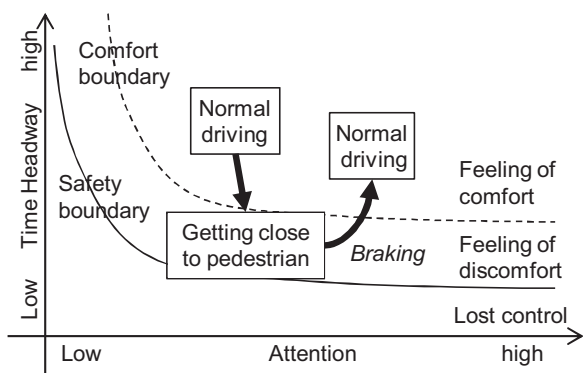 high
Time Headway
Low
Comfort
boundary
Normal
driving
Normal
driving
Safety
boundary
Feeling of
comfort
Getting close
to pedestrian
Braking
Feeling of
discomfort
Lost control
Low
Attention
high